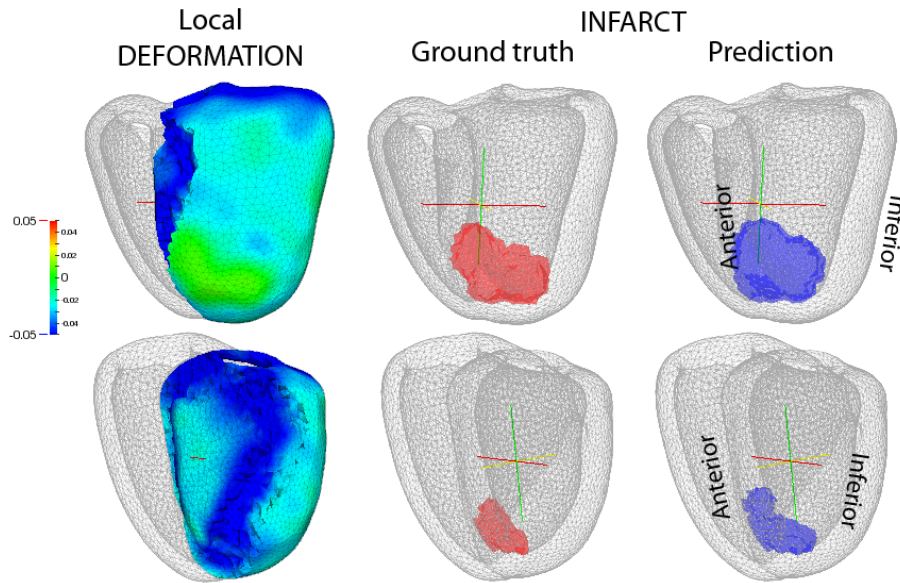 Local
DEFORMATION
INFARCT
Ground truth
Prediction
0.05
0.04
0.02
0
-0.02
-0.04
-0.05
Anterior
Inferior
Anterior
Inferior